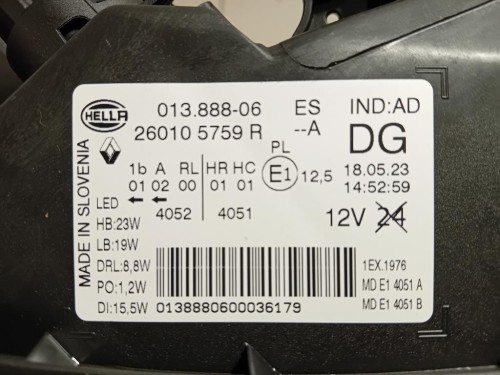 HELLA 013.888-06 ES IND:AD
26010 5759 R --A DG
MADE IN SLOVENIA
1b A RL HR HC PL
01 02 00 01 01 E1 12,5 18.05.23
14:52:59
LED ← ← 4052 4051 12V 24
HB:23W
LB:19W
DRL:8,8W 1EX.1976
PO:1,2W MD E1 4051 A
DI:15,5W 0138880600036179 MD E1 4051 B